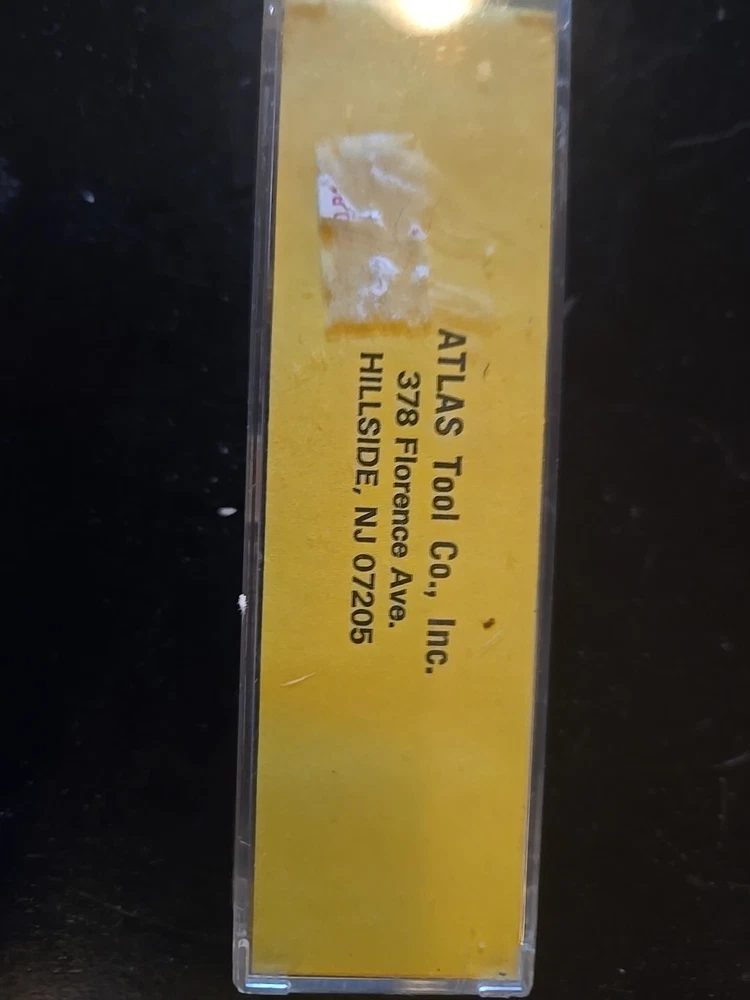 ATLAS Tool Co., Inc.
378 Florence Ave.
HILLSIDE, NJ 07205